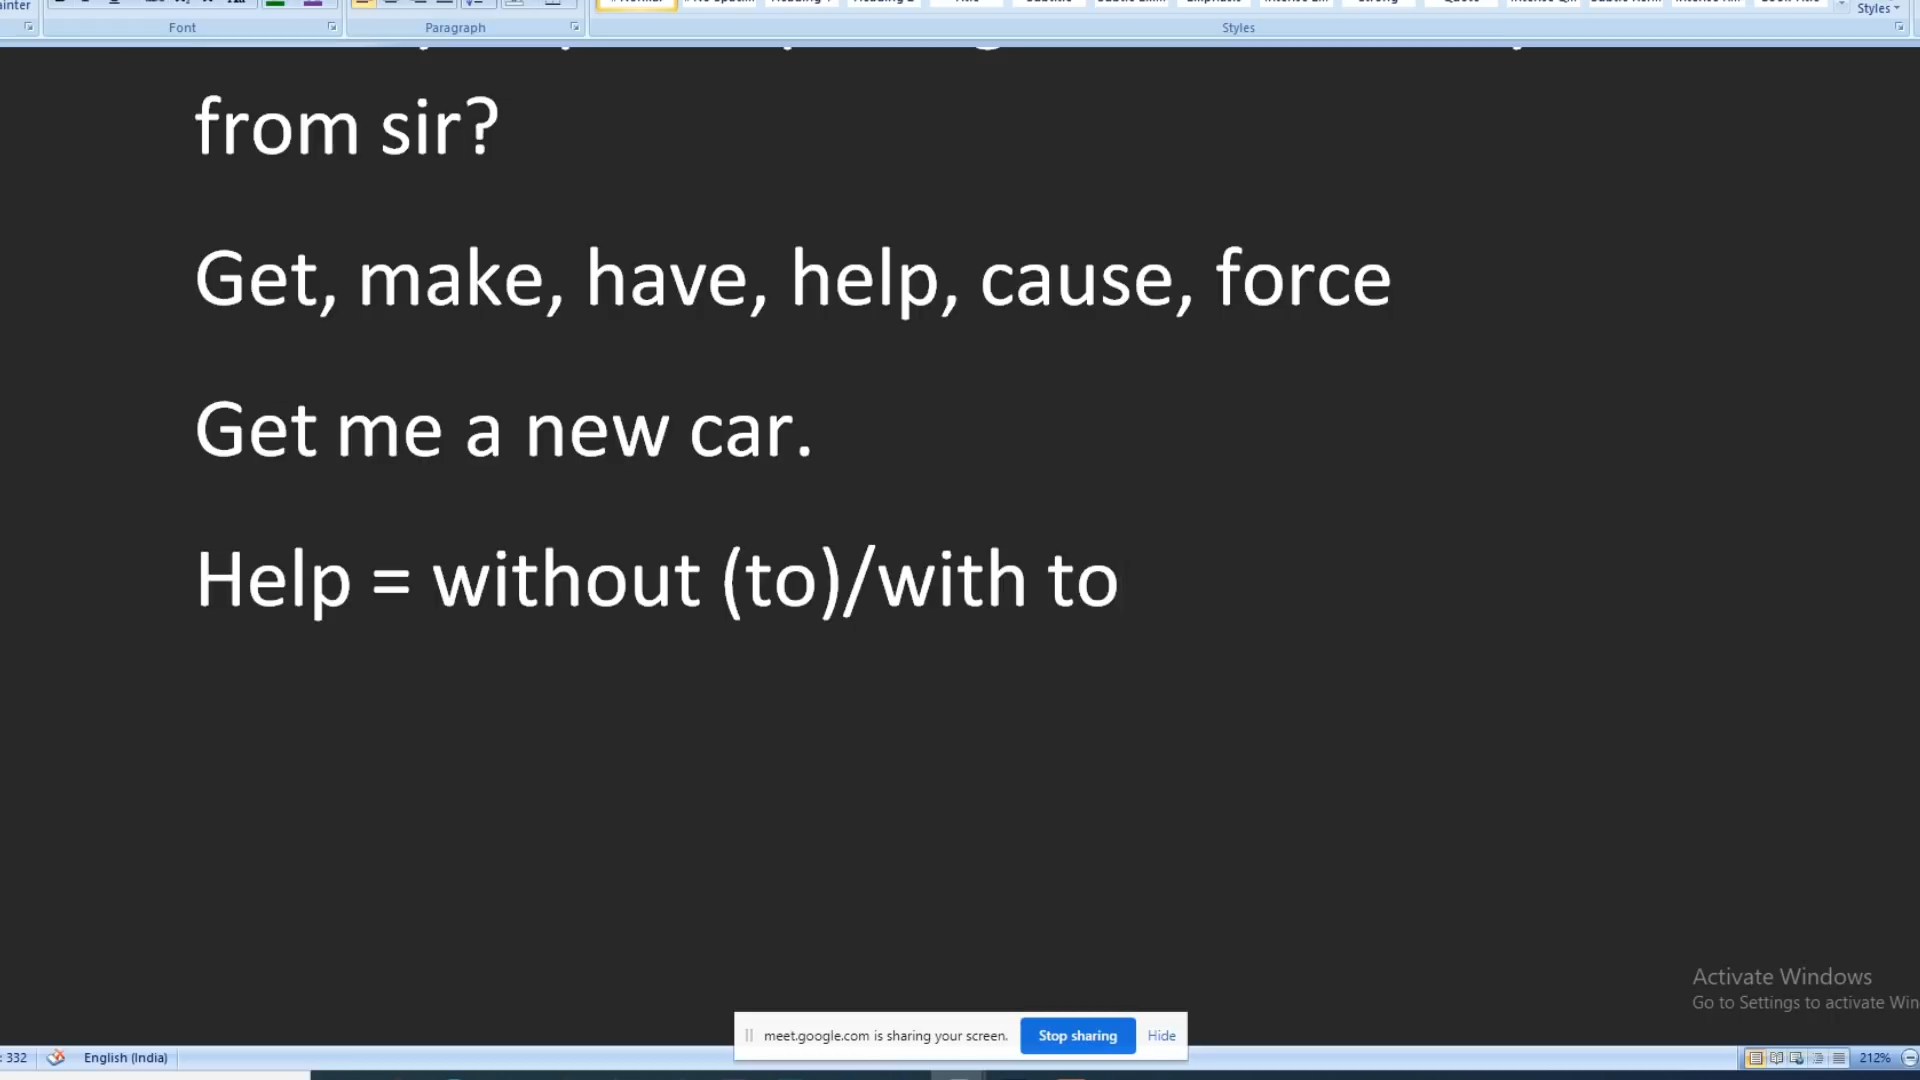 ainter
Font
Paragraph
Styles
Styles
from sir?
Get, make, have, help, cause, force
Get me a new car.
Help = without (to)/with to
Activate Windows
Go to Settings to activate Win
meet.google.com is sharing your screen.
Stop sharing
Hide
: 332
English (India)
212%